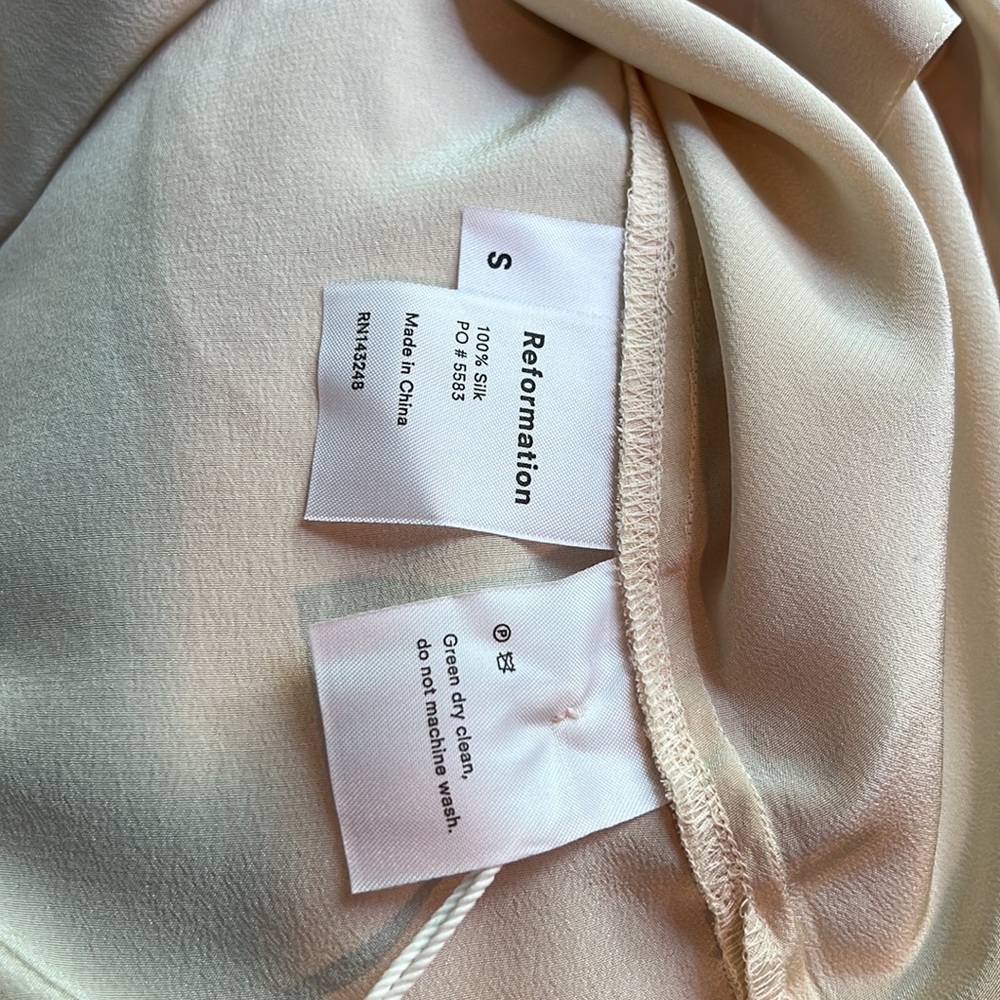 S
Reformation
100% Silk
PO # 5583
Made in China
RN143248
Ⓟ
Green dry clean,
do not machine wash.